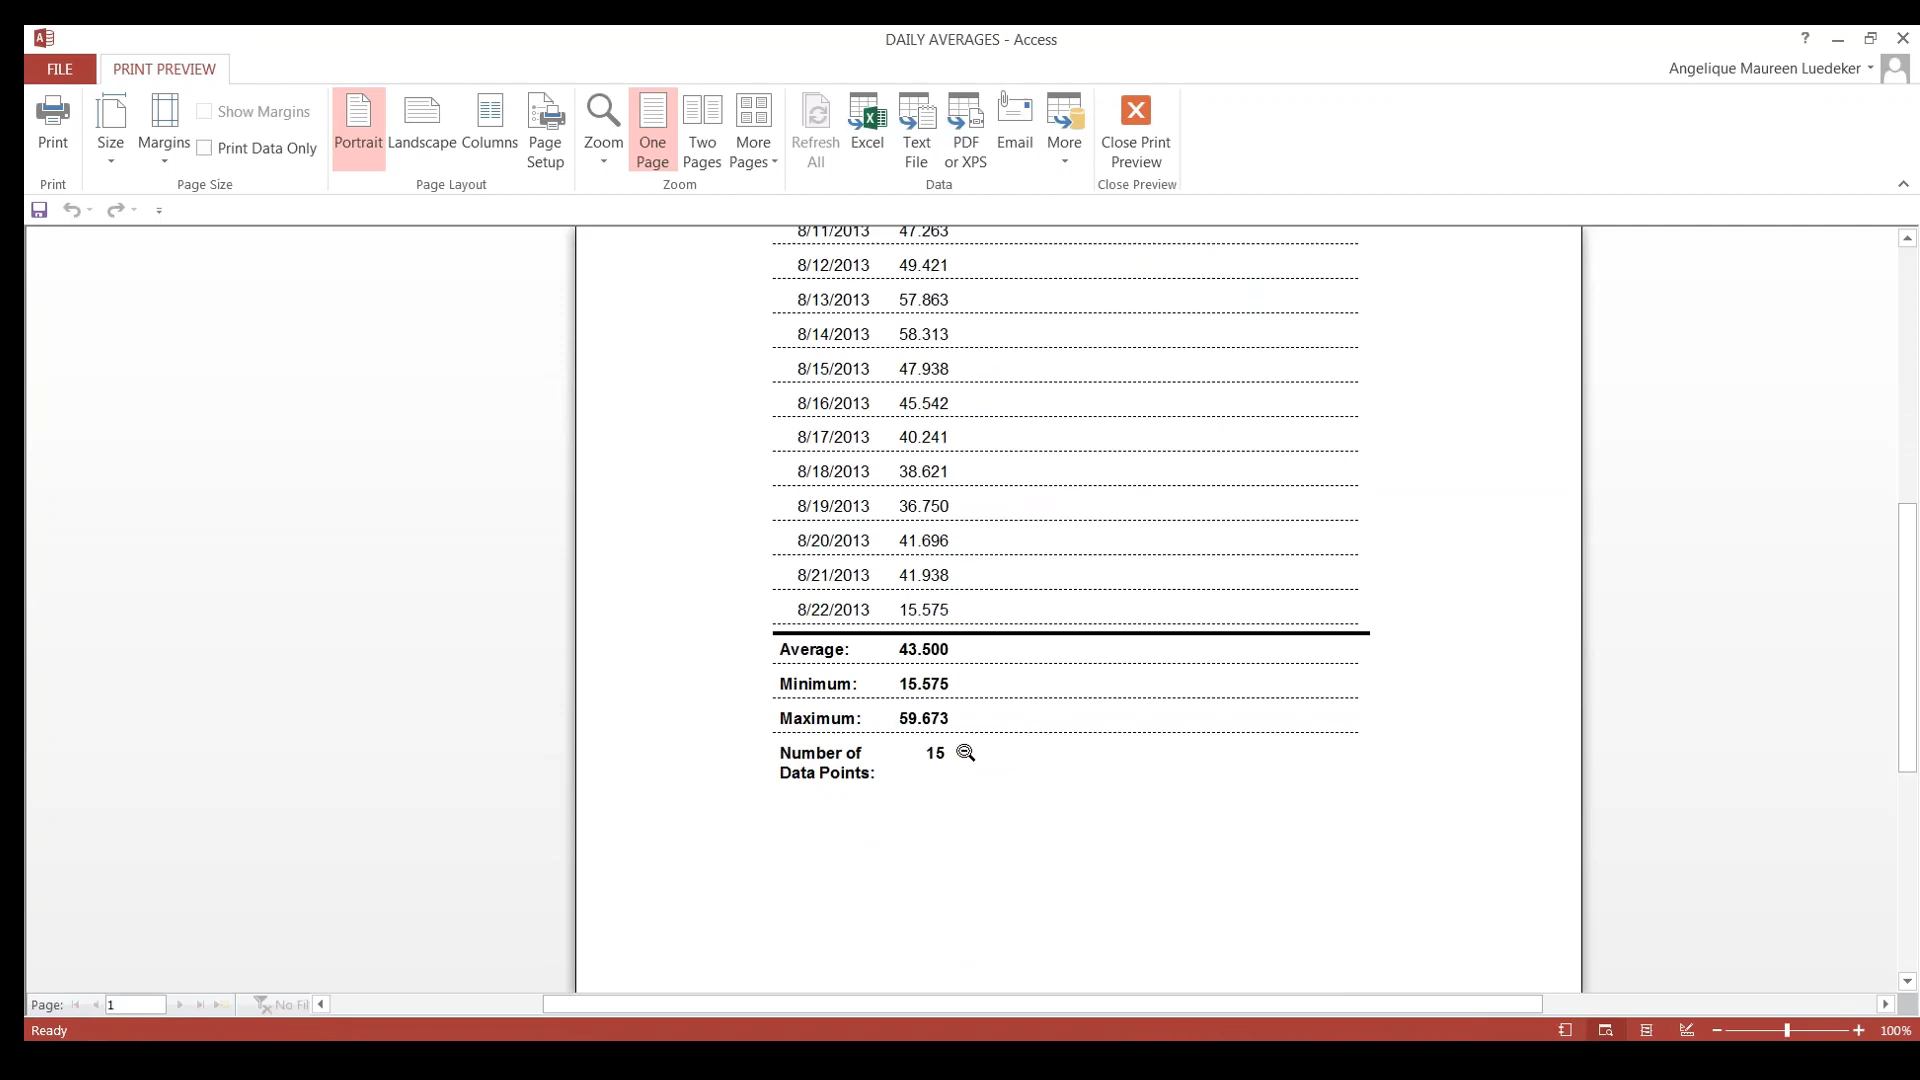 DAILY AVERAGES - Access
?
FILE
PRINT PREVIEW
Angelique Maureen Luedeker
Print
Size
Margins
Show Margins
Print Data Only
Portrait
Landscape
Columns
Page Setup
Zoom
One Page
Two Pages
More Pages
Refresh All
Excel
Text File
PDF or XPS
Email
More
Close Print Preview
Print
Page Size
Page Layout
Zoom
Data
Close Preview
8/11/2013 47.263
8/12/2013 49.421
8/13/2013 57.863
8/14/2013 58.313
8/15/2013 47.938
8/16/2013 45.542
8/17/2013 40.241
8/18/2013 38.621
8/19/2013 36.750
8/20/2013 41.696
8/21/2013 41.938
8/22/2013 15.575
Average: 43.500
Minimum: 15.575
Maximum: 59.673
Number of 15
Data Points:
Page: 1 No Fil
Ready
100%